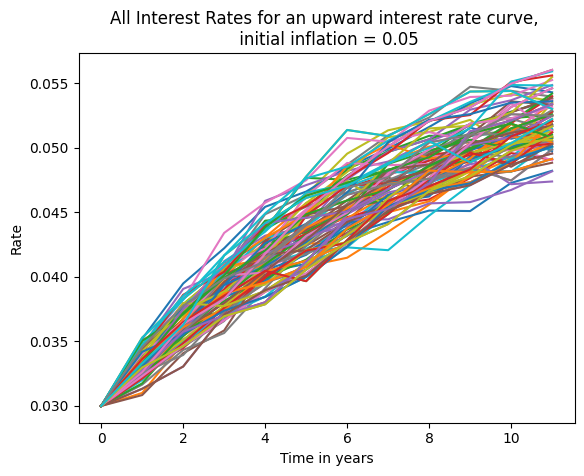 All Interest Rates for an upward interest rate curve,
initial inflation = 0.05
0.055
0.050
0.045
0.040
0.035
0.030
Rate
0 2 4 6 8 10
Time in years